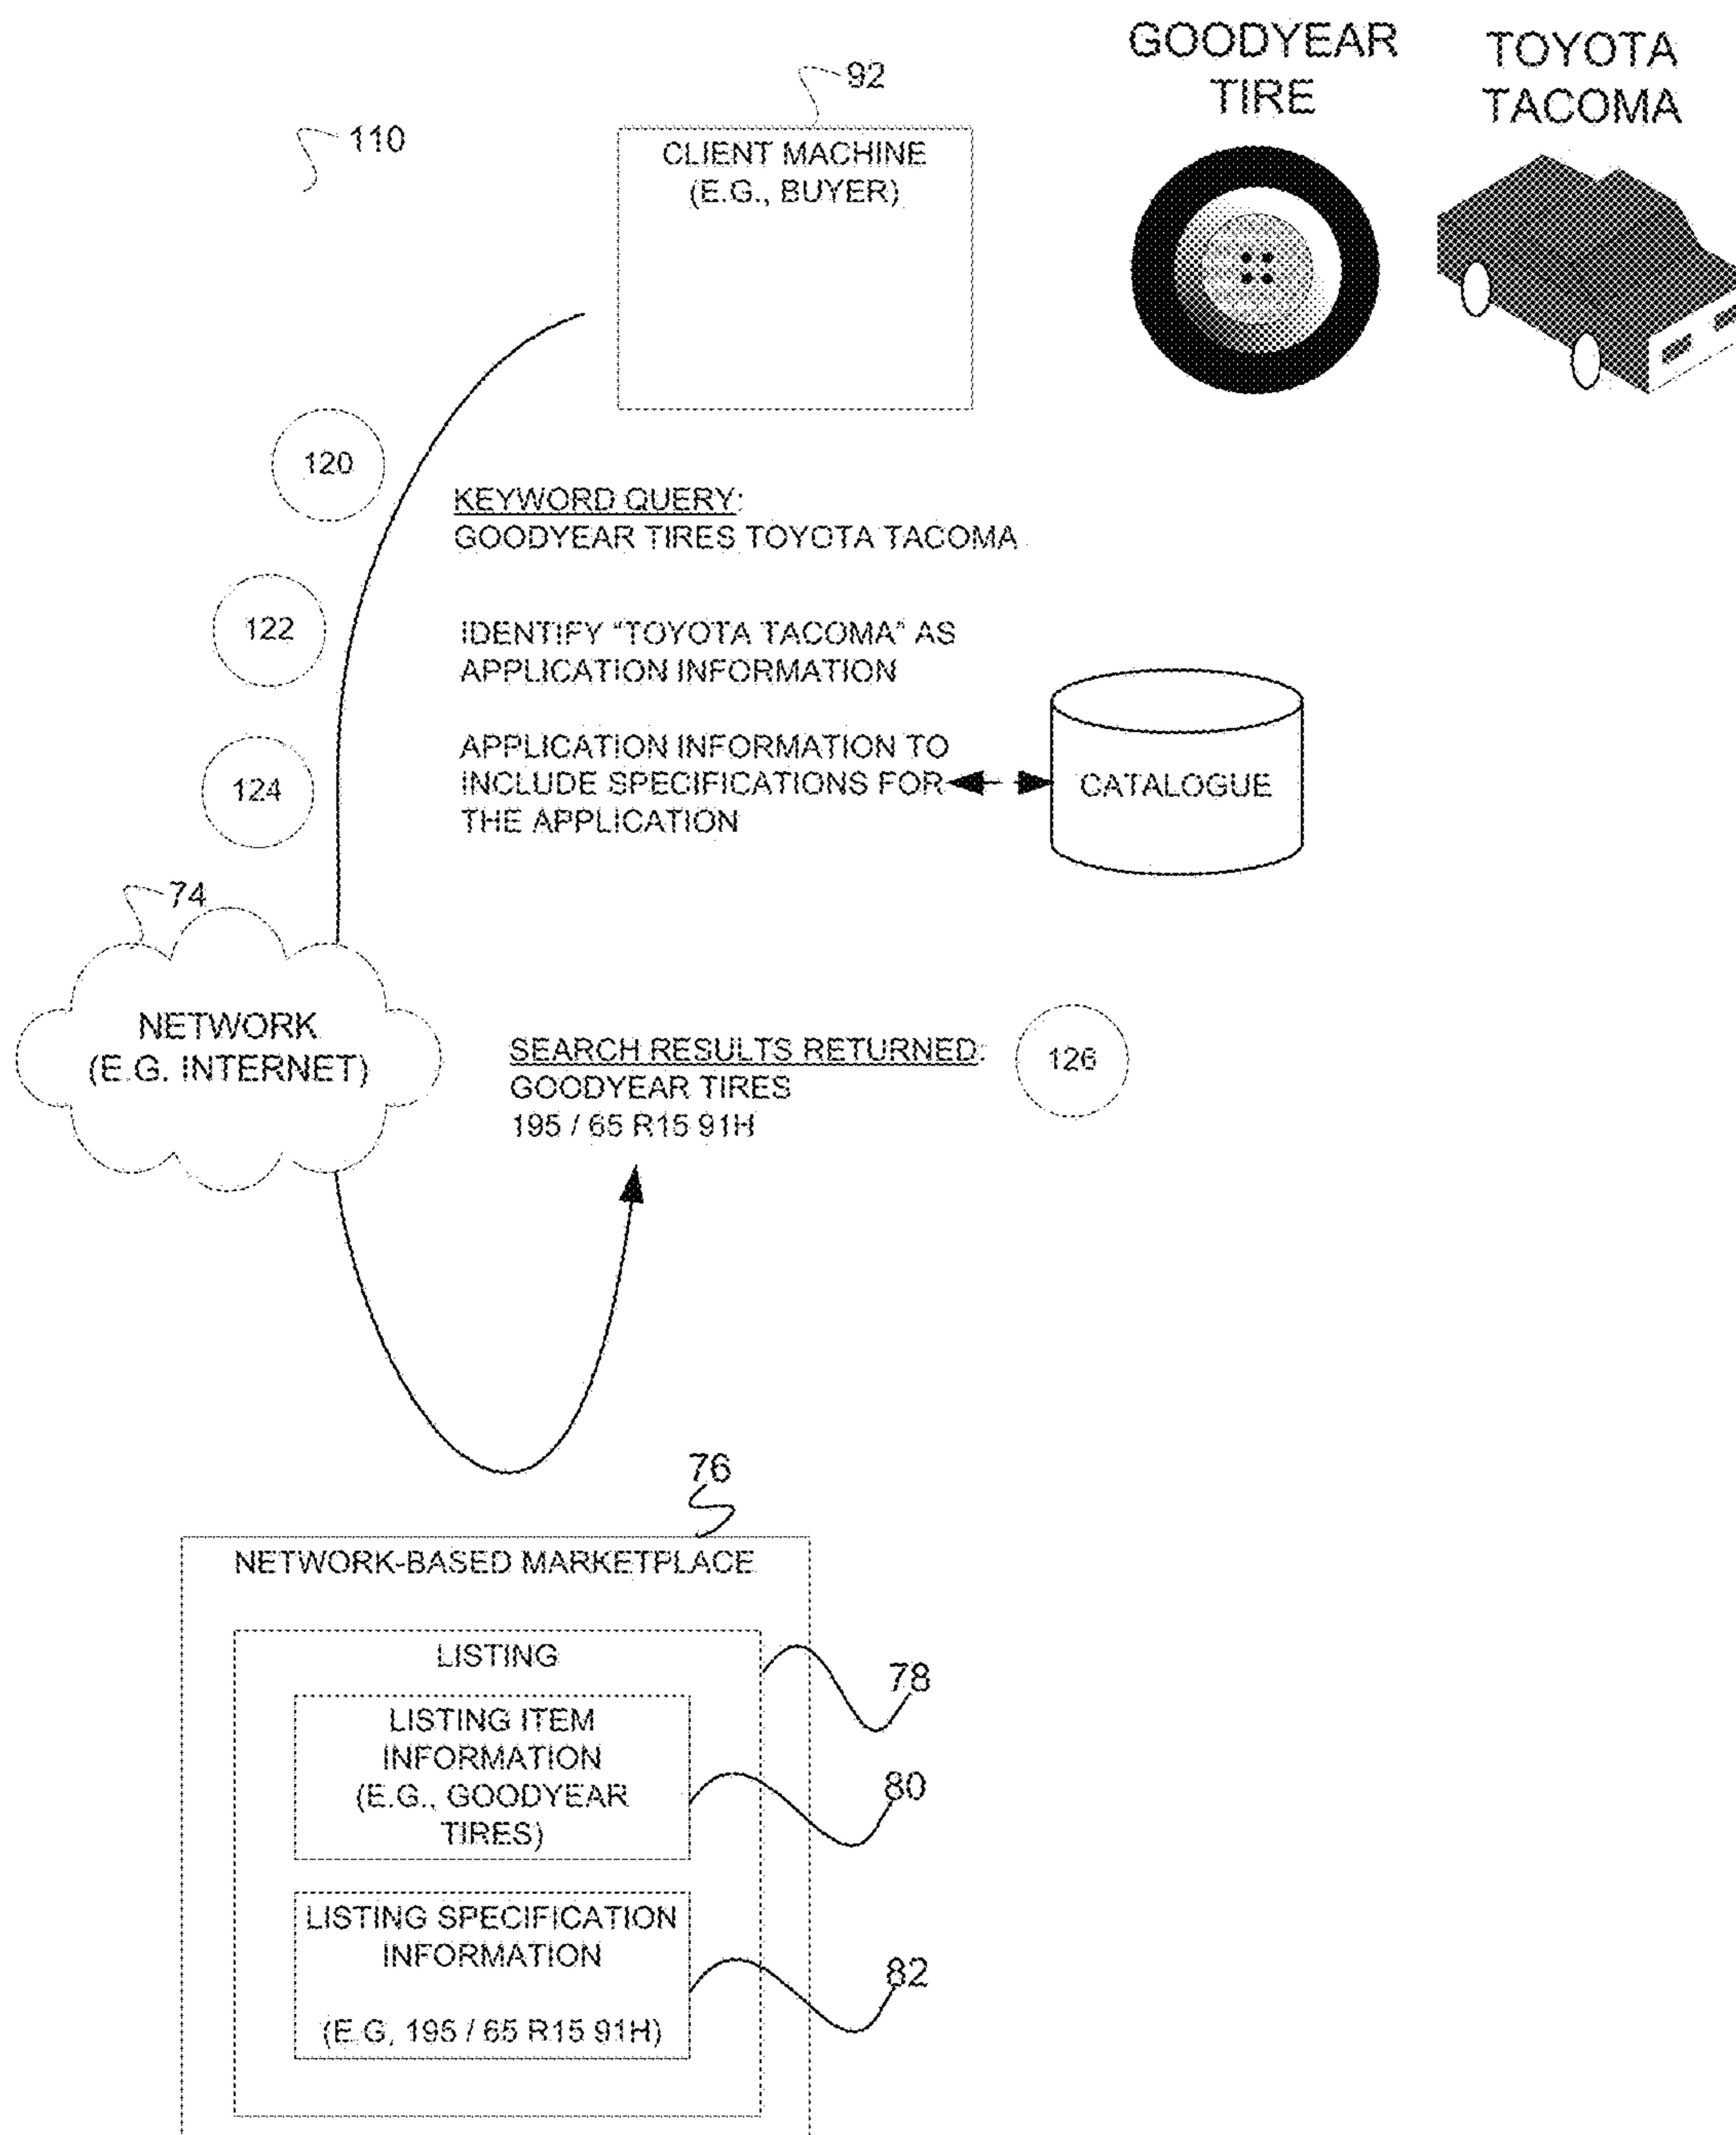 GOODYEAR
TIRE
TOYOTA
TACOMA
92
110
CLIENT MACHINE
(E.G., BUYER)
120
KEYWORD QUERY:
GOODYEAR TIRES TOYOTA TACOMA
122
IDENTIFY "TOYOTA TACOMA" AS
APPLICATION INFORMATION
124
APPLICATION INFORMATION TO
INCLUDE SPECIFICATIONS FOR
THE APPLICATION
CATALOGUE
74
NETWORK
(E.G. INTERNET)
SEARCH RESULTS RETURNED:
GOODYEAR TIRES
195 / 65 R15 91H
126
76
NETWORK-BASED MARKETPLACE
LISTING
78
LISTING ITEM
INFORMATION
(E.G., GOODYEAR
TIRES)
80
LISTING SPECIFICATION
INFORMATION
(E.G, 195 / 65 R15 91H)
82